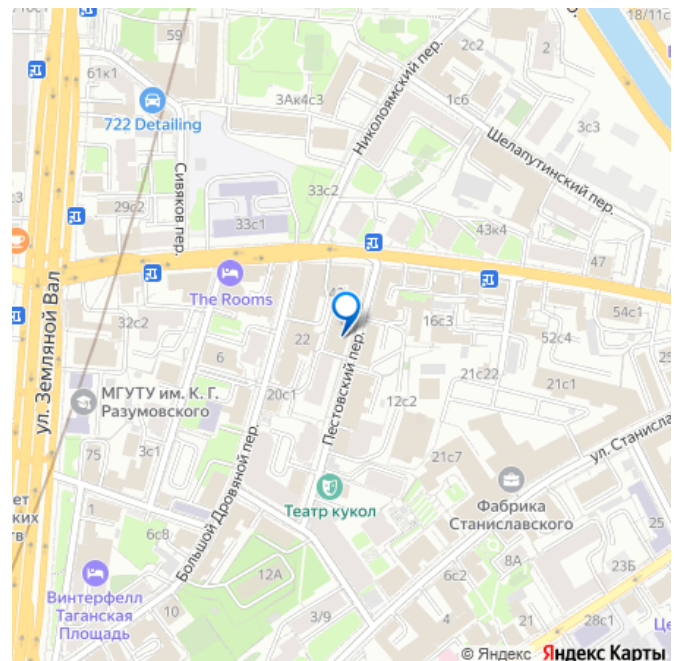 59
18/11с
2с2
2
61к1
3Ак4с3
1с6
722 Detailing
Николоямский пер.
3с3
Шелапутинский пер.
Сивяков пер.
33с2
29с2
33с1
43к4
47
The Rooms
ул. Земляной Вал
32с2
16с3
54с1
22
52с4
6
Пестовский пер.
21с22
21с1
МГУТУ им. К. Г.
Разумовского
20с1
12с2
ул. Станисла
75
3с1
21с7
Большой Дровяной пер.
Театр кукол
Фабрика
Станиславского
1
6с8
25
8А
23Б
12А
6с2
Винтерфелл
Таганская
Площадь
10
3/9
4
21
28с1
© Яндекс Яндекс Карты